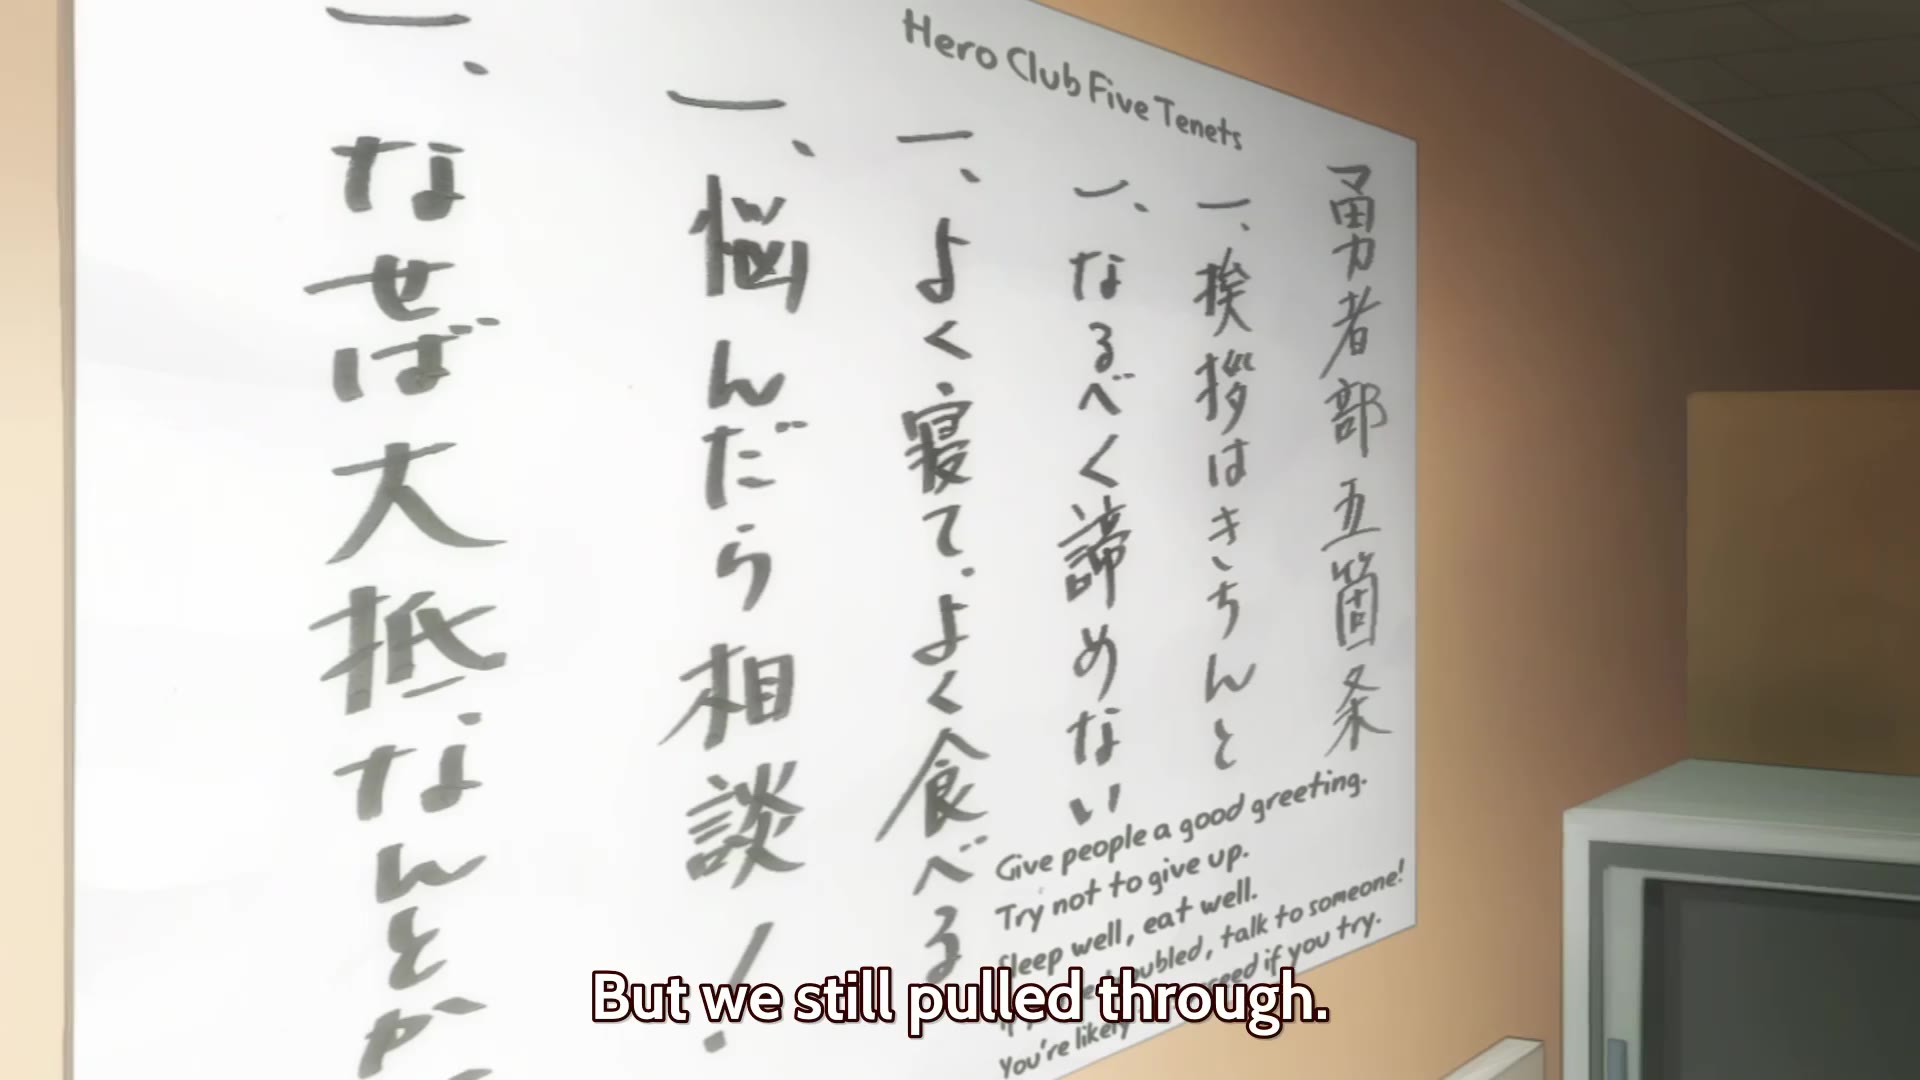 Hero Club Five Tenets
勇者部五箇条
一、挨拶はきちんと
一、なるべく諦めない
一、よく寝て、よく食べる
一、悩んだら相談!
一、なせば大抵なんとか
Give people a good greeting.
Try not to give up.
Sleep well, eat well.
talk to someone!
You're likely if you try.
But we still pulled through.